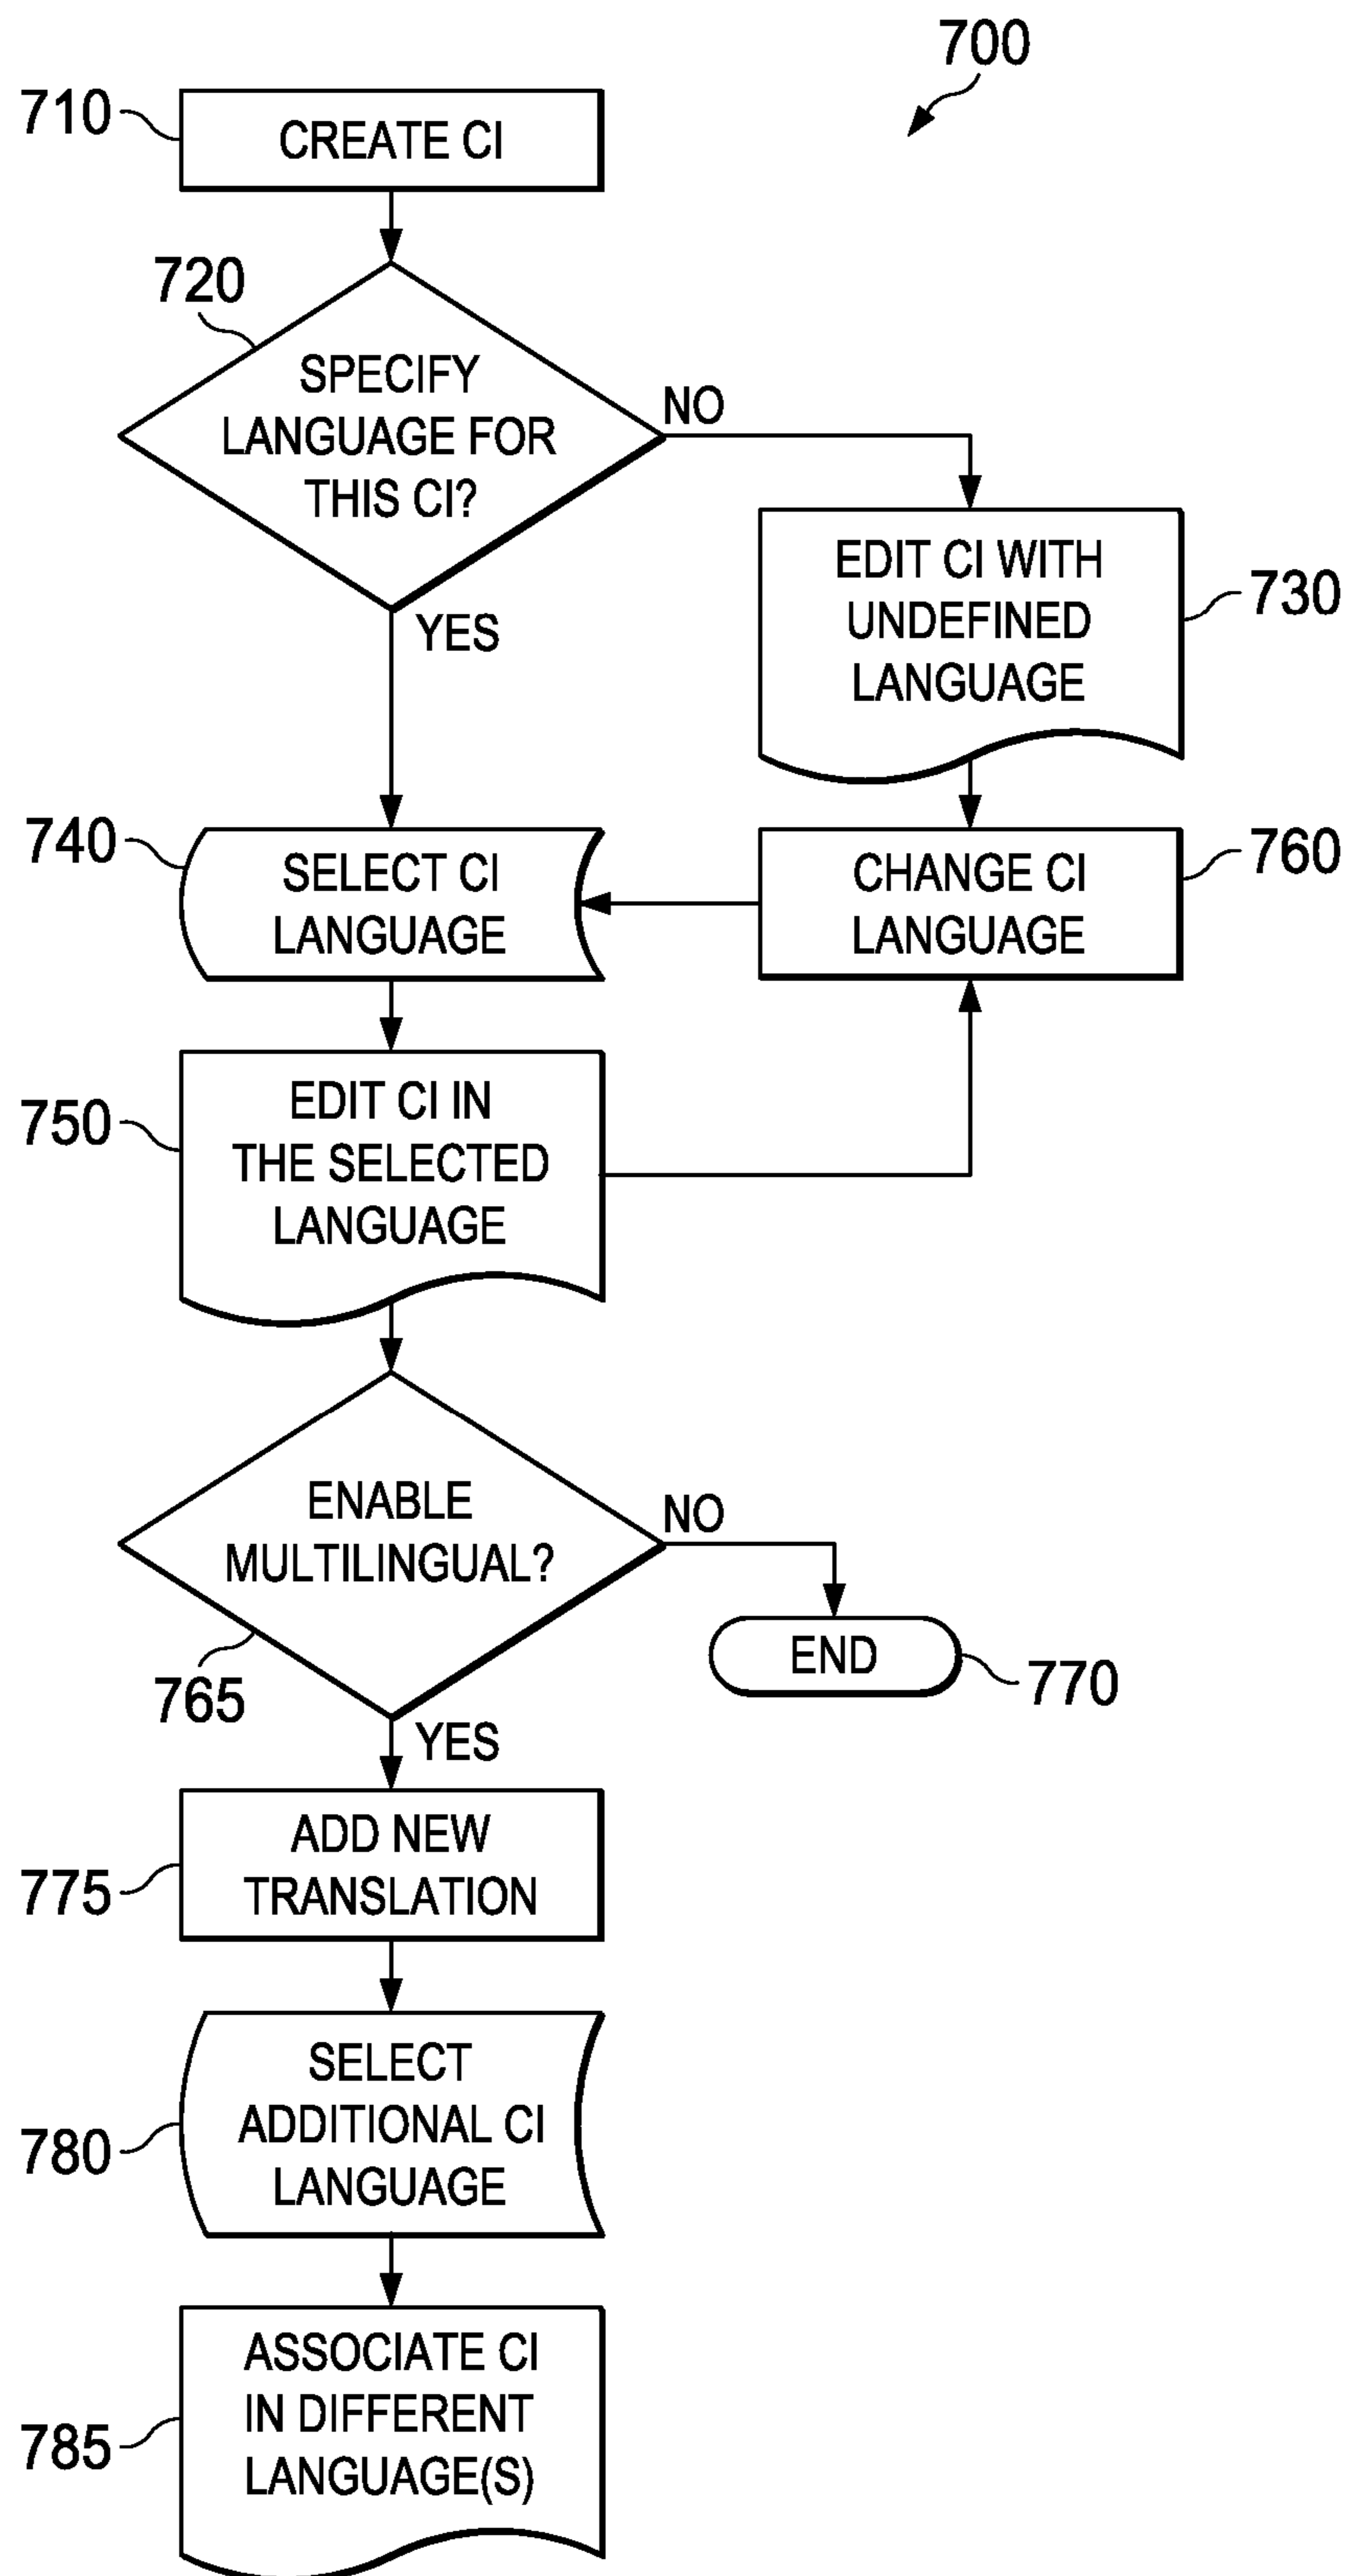 700
710
CREATE CI
720
SPECIFY
LANGUAGE FOR
THIS CI?
NO
YES
EDIT CI WITH
UNDEFINED
LANGUAGE
730
740
SELECT CI
LANGUAGE
CHANGE CI
LANGUAGE
760
750
EDIT CI IN
THE SELECTED
LANGUAGE
ENABLE
MULTILINGUAL?
NO
765
YES
END
770
775
ADD NEW
TRANSLATION
780
SELECT
ADDITIONAL CI
LANGUAGE
785
ASSOCIATE CI
IN DIFFERENT
LANGUAGE(S)